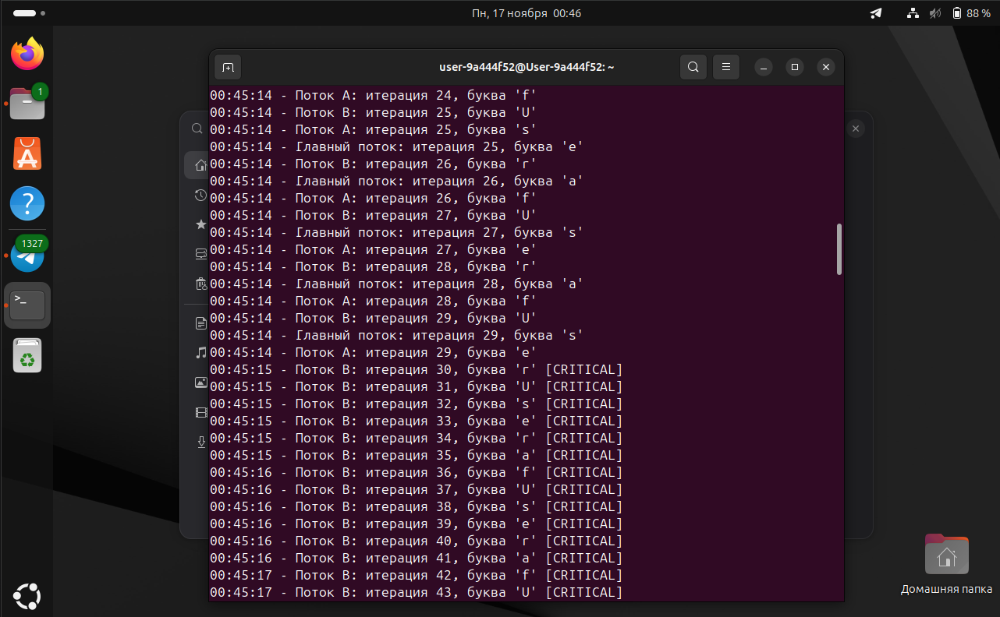 Пн, 17 ноября 00:46
88 %
user-9a444f52@User-9a444f52: ~
1
1327
>_
00:45:14 - Поток A: итерация 24, буква 'f'
00:45:14 - Поток B: итерация 25, буква 'U'
00:45:14 - Поток A: итерация 25, буква 's'
00:45:14 - Главный поток: итерация 25, буква 'e'
00:45:14 - Поток B: итерация 26, буква 'r'
00:45:14 - Главный поток: итерация 26, буква 'a'
00:45:14 - Поток A: итерация 26, буква 'f'
00:45:14 - Поток B: итерация 27, буква 'U'
00:45:14 - Главный поток: итерация 27, буква 's'
00:45:14 - Поток A: итерация 27, буква 'e'
00:45:14 - Поток B: итерация 28, буква 'r'
00:45:14 - Главный поток: итерация 28, буква 'a'
00:45:14 - Поток A: итерация 28, буква 'f'
00:45:14 - Поток B: итерация 29, буква 'U'
00:45:14 - Главный поток: итерация 29, буква 's'
00:45:14 - Поток A: итерация 29, буква 'e'
00:45:15 - Поток B: итерация 30, буква 'r' [CRITICAL]
00:45:15 - Поток B: итерация 31, буква 'U' [CRITICAL]
00:45:15 - Поток B: итерация 32, буква 's' [CRITICAL]
00:45:15 - Поток B: итерация 33, буква 'e' [CRITICAL]
00:45:15 - Поток B: итерация 34, буква 'r' [CRITICAL]
00:45:15 - Поток B: итерация 35, буква 'a' [CRITICAL]
00:45:16 - Поток B: итерация 36, буква 'f' [CRITICAL]
00:45:16 - Поток B: итерация 37, буква 'U' [CRITICAL]
00:45:16 - Поток B: итерация 38, буква 's' [CRITICAL]
00:45:16 - Поток B: итерация 39, буква 'e' [CRITICAL]
00:45:16 - Поток B: итерация 40, буква 'r' [CRITICAL]
00:45:16 - Поток B: итерация 41, буква 'a' [CRITICAL]
00:45:17 - Поток B: итерация 42, буква 'f' [CRITICAL]
00:45:17 - Поток B: итерация 43, буква 'U' [CRITICAL]
Домашняя папка